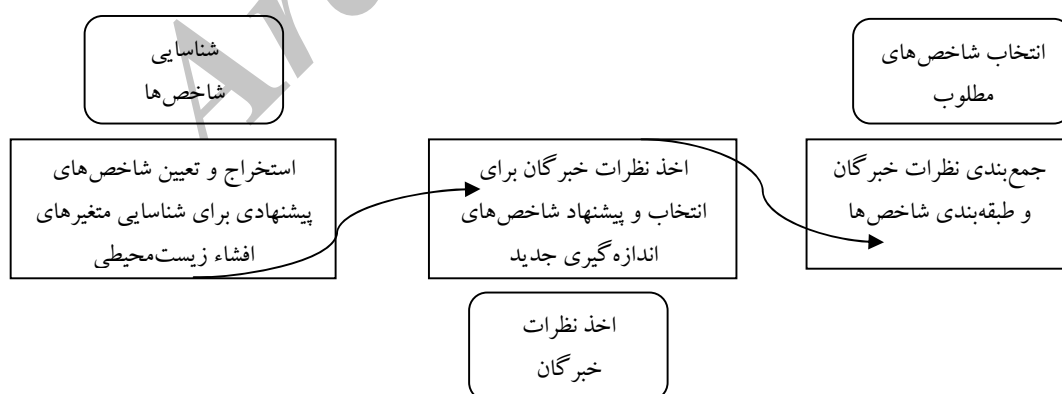 شناسایی
شاخص‌ها
انتخاب شاخص‌های
مطلوب
استخراج و تعیین شاخص‌های
پیشنهادی برای شناسایی متغیرهای
افشاء زیست‌محیطی
اخذ نظرات خبرگان برای
انتخاب و پیشنهاد شاخص‌های
اندازه‌گیری جدید
جمع‌بندی نظرات خبرگان
و طبقه‌بندی شاخص‌ها
اخذ نظرات
خبرگان